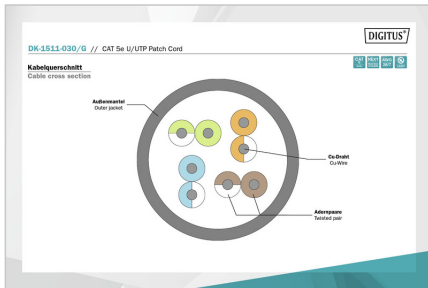 DIGITUS®
DK-1511-030/G // CAT 5e U/UTP Patch Cord
Kabelquerschnitt
Cable cross section
Außenmantel
Outer jacket
Cu-Draht
Cu-Wire
Adernpaare
Twisted pair